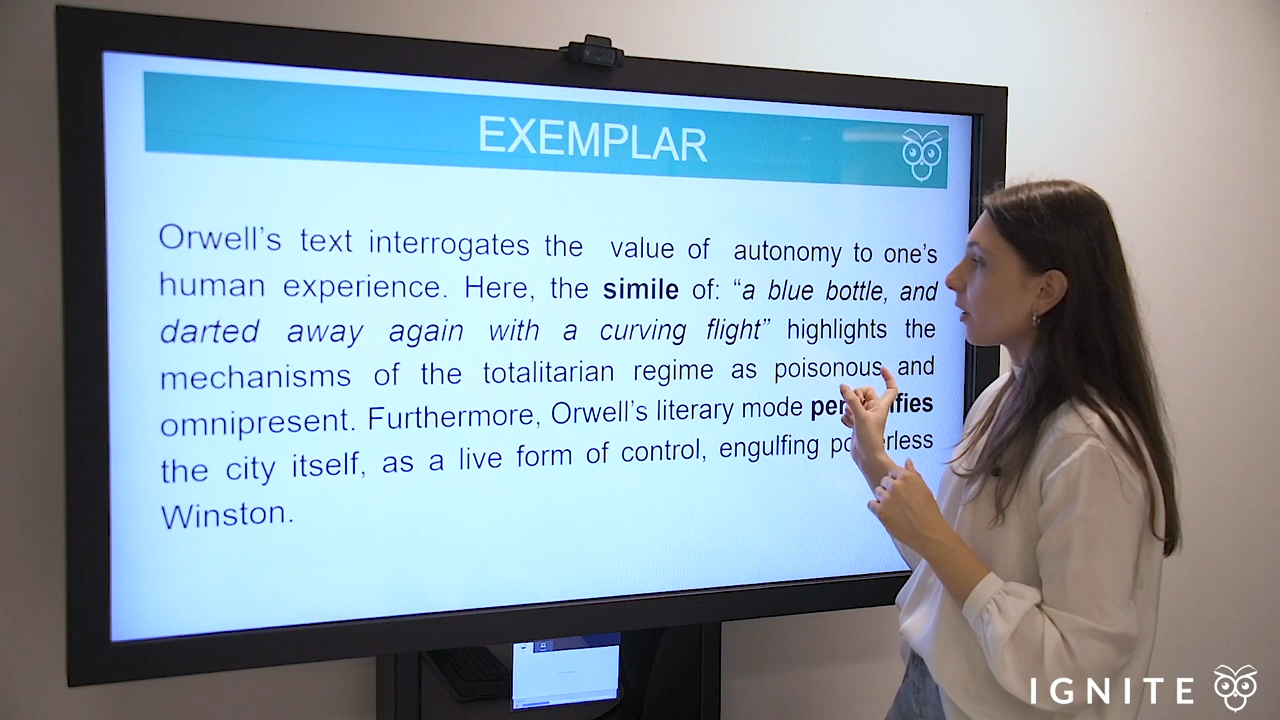 EXEMPLAR
Orwell's text interrogates the value of autonomy to one's
human experience. Here, the simile of: "a blue bottle, and
darted away again with a curving flight" highlights the
mechanisms of the totalitarian regime as poisonous and
omnipresent. Furthermore, Orwell's literary mode
the city itself, as a live form of control, engulfing
Winston.
IGNITE